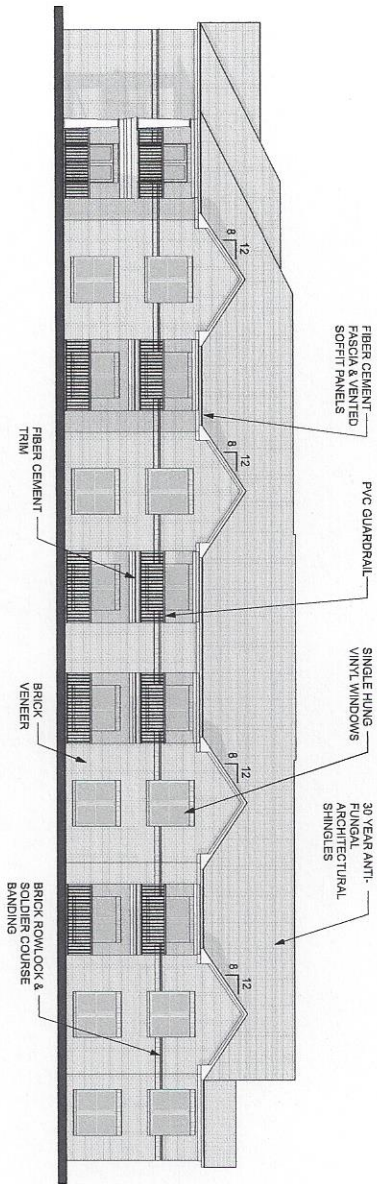 FIBER CEMENT
FASCIA & VENTED
SOFFIT PANELS
PVC GUARDRAIL
SINGLE HUNG
VINYL WINDOWS
30 YEAR ANTI-
FUNGAL
ARCHITECTURAL
SHINGLES
12
8
12
8
12
8
12
8
FIBER CEMENT
TRIM
BRICK
VENEER
BRICK ROWLOCK &
SOLDIER COURSE
BANDING